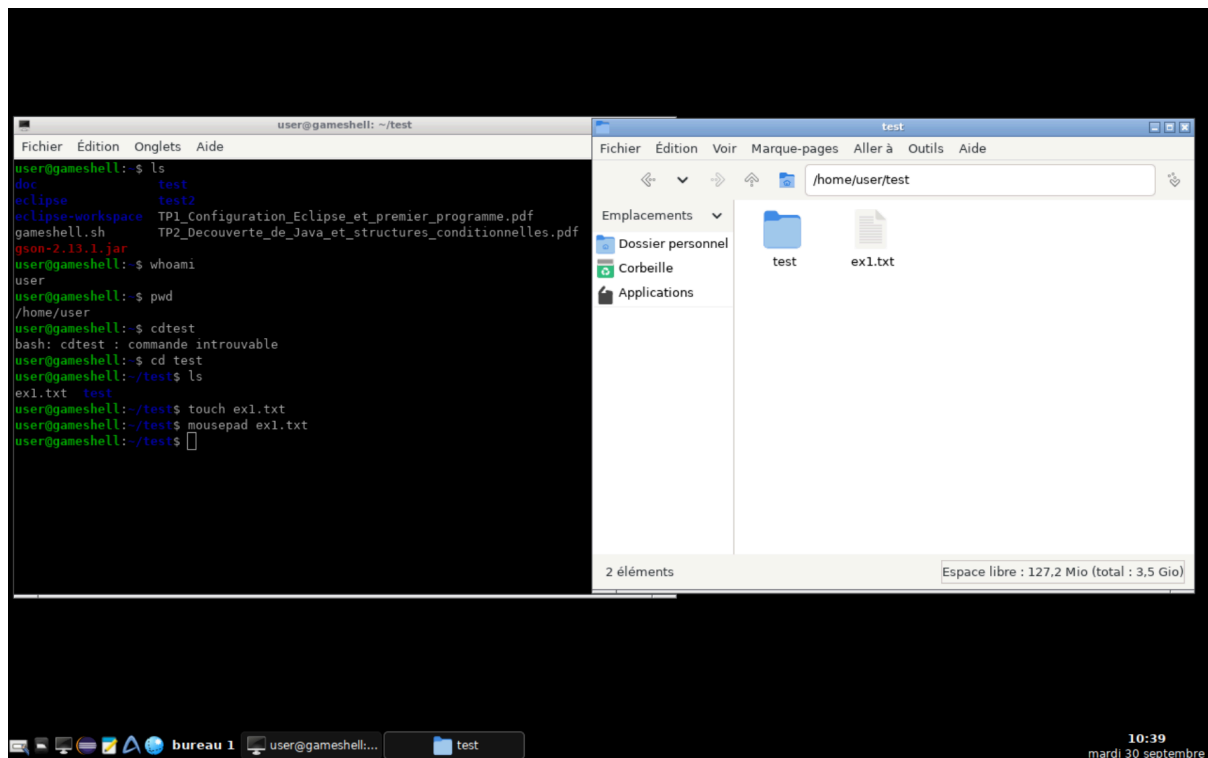 user@gameshell: ~/test
Fichier Édition Onglets Aide
user@gameshell:~$ ls
doc test
eclipse test2
eclipse-workspace TP1_Configuration_Eclipse_et_premier_programme.pdf
gameshell.sh TP2_Decouverte_de_Java_et_structures_conditionnelles.pdf
gson-2.13.1.jar
user@gameshell:~$ whoami
user
user@gameshell:~$ pwd
/home/user
user@gameshell:~$ cdtest
bash: cdtest : commande introuvable
user@gameshell:~$ cd test
user@gameshell:~/test$ ls
ex1.txt test
user@gameshell:~/test$ touch ex1.txt
user@gameshell:~/test$ mousepad ex1.txt
user@gameshell:~/test$
test
Fichier Édition Voir Marque-pages Aller à Outils Aide
/home/user/test
Emplacements
Dossier personnel
Corbeille
Applications
test ex1.txt
2 éléments
Espace libre : 127,2 Mio (total : 3,5 Gio)
bureau 1
user@gameshell:...
test
10:39
mardi 30 septembre